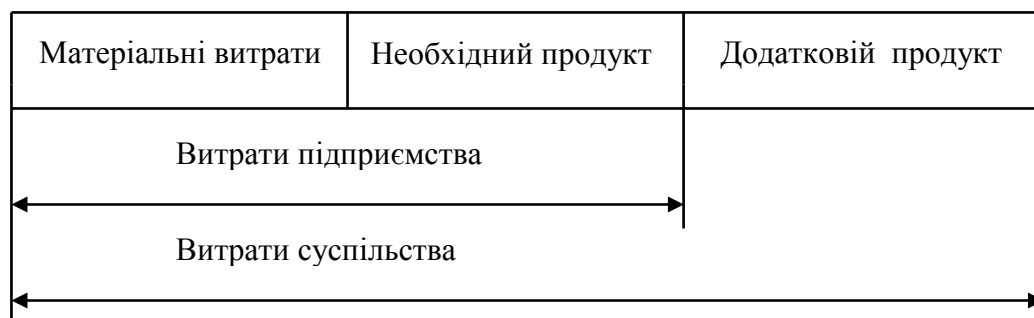 Матеріальні витрати Необхідний продукт Додатковій продукт
Витрати підприємства
Витрати суспільства